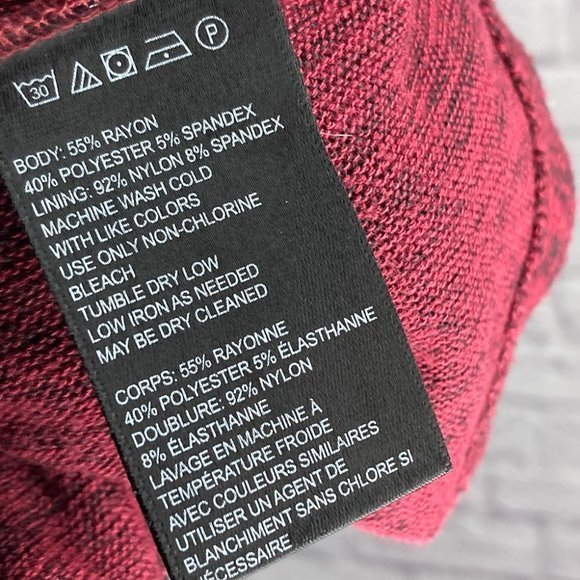 30 P
BODY: 55% RAYON
40% POLYESTER 5% SPANDEX
LINING: 92% NYLON 8% SPANDEX
MACHINE WASH COLD
WITH LIKE COLORS
USE ONLY NON-CHLORINE
BLEACH
TUMBLE DRY LOW
LOW IRON AS NEEDED
MAY BE DRY CLEANED
CORPS: 55% RAYONNE
40% POLYESTER 5% ÉLASTHANNE
DOUBLURE: 92% NYLON
8% ÉLASTHANNE
LAVAGE EN MACHINE À
TEMPÉRATURE FROIDE
AVEC COULEURS SIMILAIRES
UTILISER UN AGENT DE
BLANCHIMENT SANS CHLORE SI
NÉCESSAIRE